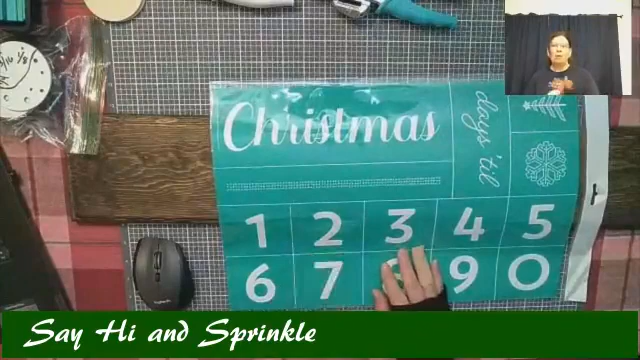 Christmas
days 'til
1 2 3 4 5
6 7 9 0
Say Hi and Sprinkle